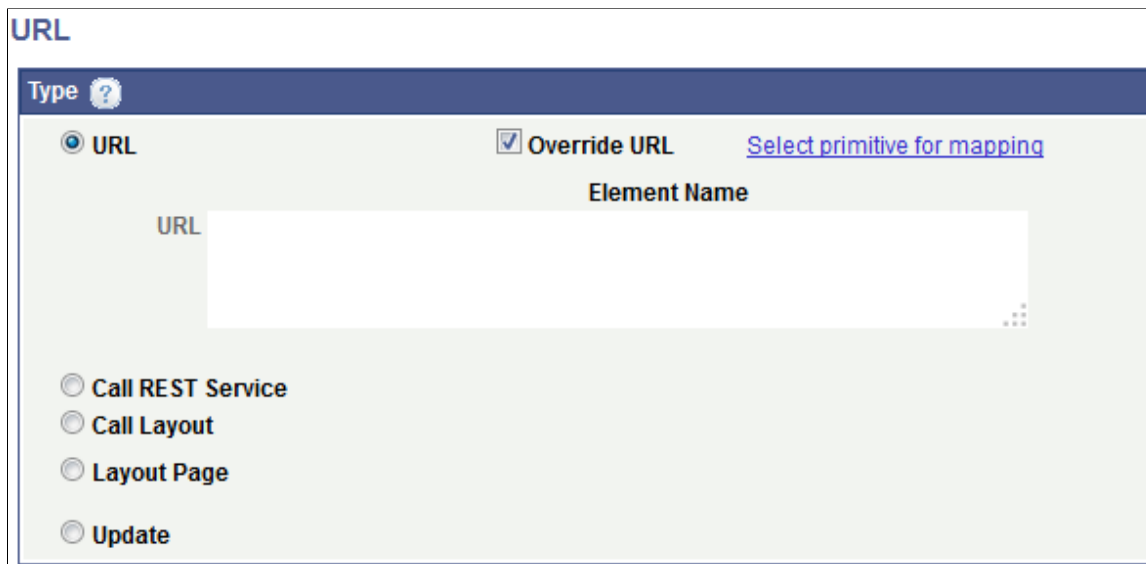 URL
Type ?
URL Override URL Select primitive for mapping
Element Name
URL
Call REST Service
Call Layout
Layout Page
Update